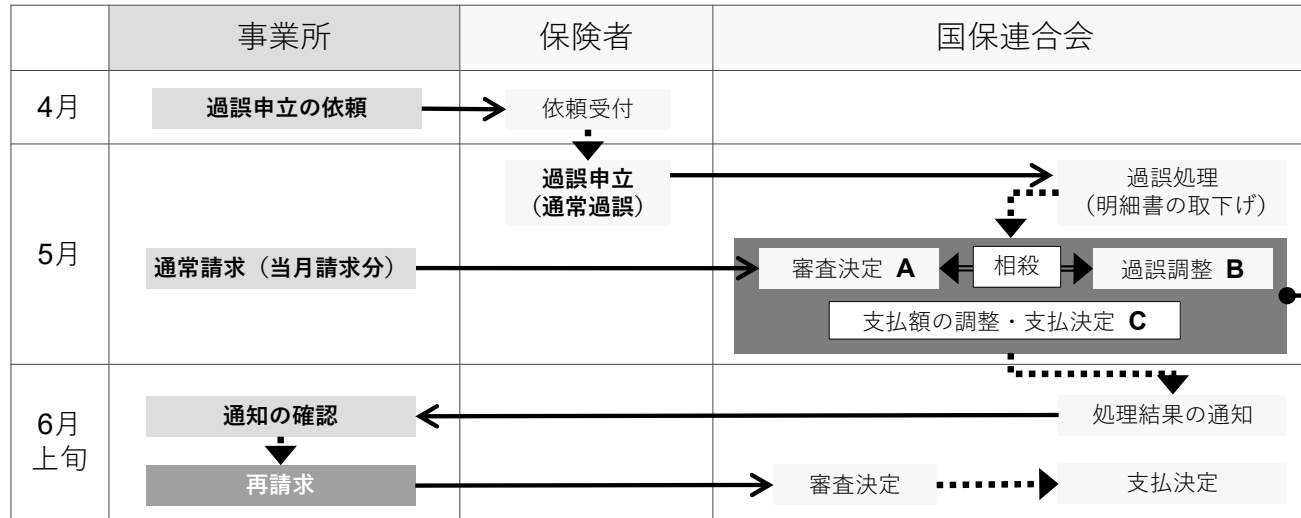 事業所
保険者
国保連合会
4月
過誤申立の依頼
依頼受付
5月
過誤申立
(通常過誤)
過誤処理
(明細書の取下げ)
通常請求(当月請求分)
審査決定 A
相殺
過誤調整 B
支払額の調整・支払決定 C
6月
上旬
通知の確認
処理結果の通知
再請求
審査決定
支払決定